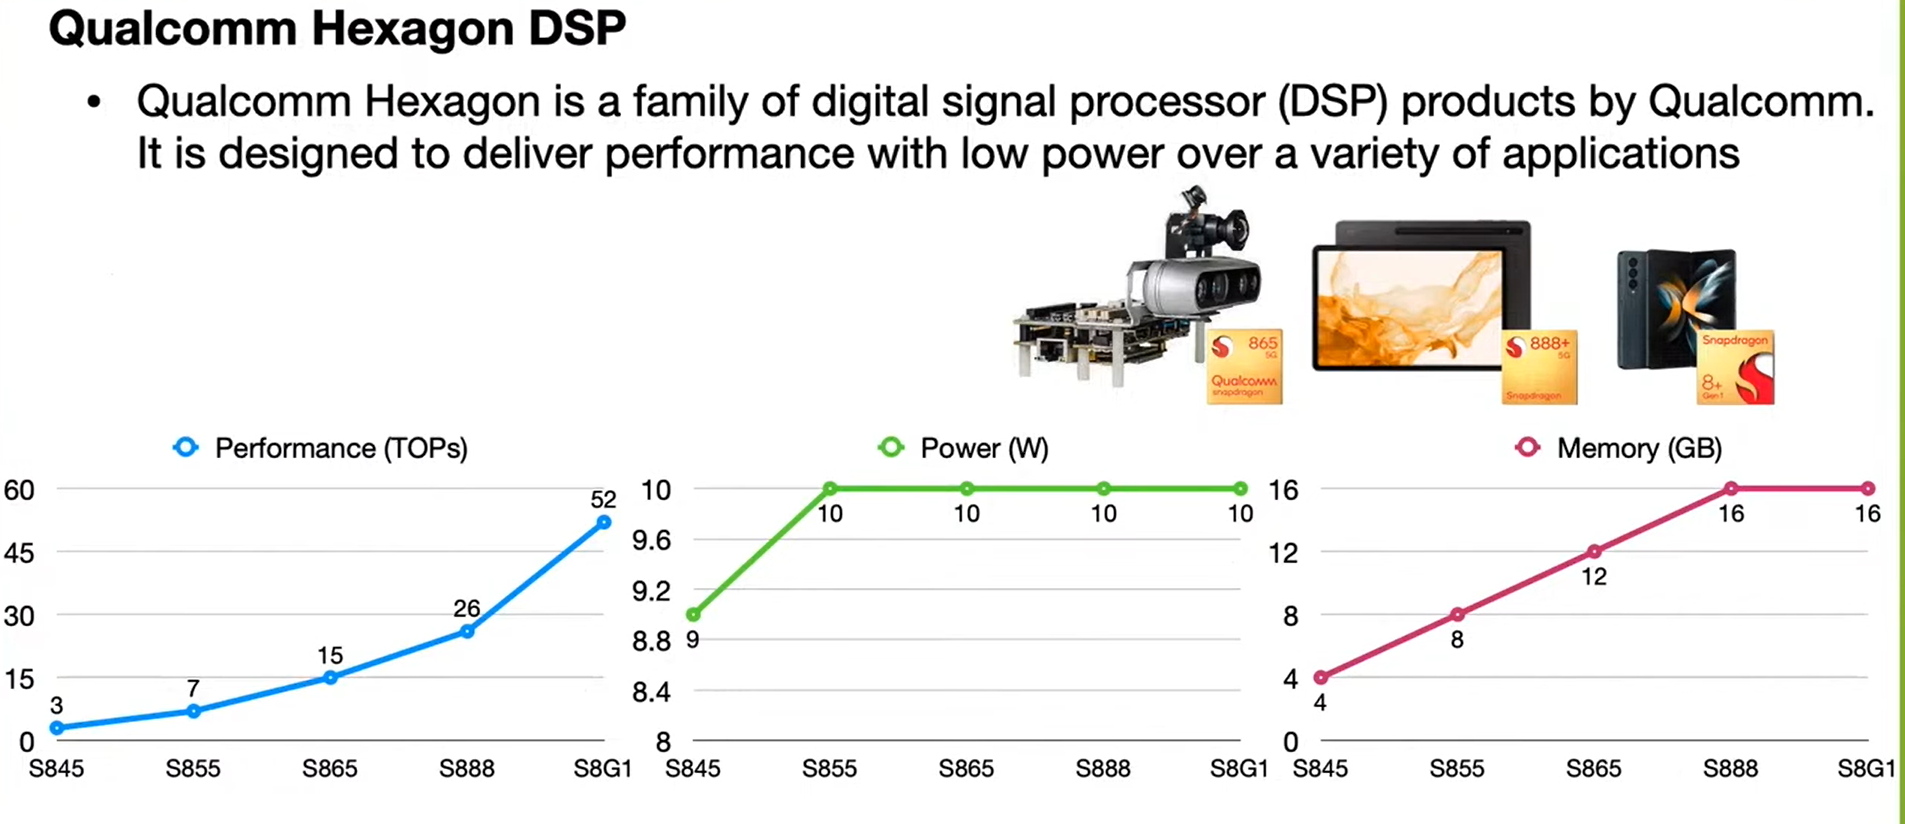 Qualcomm Hexagon DSP
• Qualcomm Hexagon is a family of digital signal processor (DSP) products by Qualcomm.
It is designed to deliver performance with low power over a variety of applications
865
5G
Qualcomm
snapdragon
888+
5G
Snapdragon
Snapdragon
8+
Gen 1
Performance (TOPs)
60
45
30
15
0
3
7
15
26
52
S845 S855 S865 S888 S8G1
Power (W)
10
9.6
9.2
8.8
8.4
8
9
10
10
10
10
S845 S855 S865 S888 S8G1
Memory (GB)
16
12
8
4
0
4
8
12
16
16
S845 S855 S865 S888 S8G1